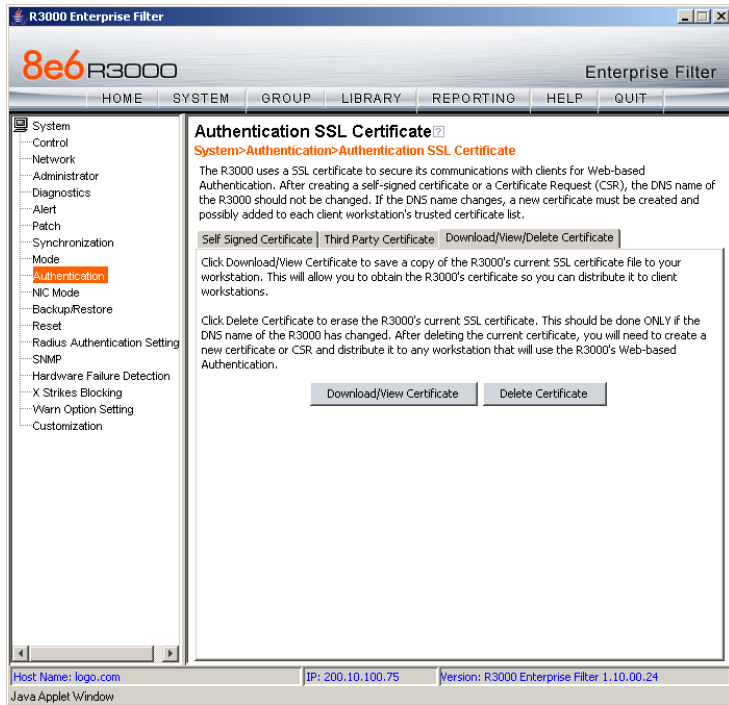 R3000 Enterprise Filter
8e6 R3000
Enterprise Filter
HOME SYSTEM GROUP LIBRARY REPORTING HELP QUIT
System
Control
Network
Administrator
Diagnostics
Alert
Patch
Synchronization
Mode
Authentication
NIC Mode
Backup/Restore
Reset
Radius Authentication Setting
SNMP
Hardware Failure Detection
X Strikes Blocking
Warn Option Setting
Customization
Authentication SSL Certificate ?
System>Authentication>Authentication SSL Certificate
The R3000 uses a SSL certificate to secure its communications with clients for Web-based
Authentication. After creating a self-signed certificate or a Certificate Request (CSR), the DNS name of
the R3000 should not be changed. If the DNS name changes, a new certificate must be created and
possibly added to each client workstation's trusted certificate list.
Self Signed Certificate Third Party Certificate Download/View/Delete Certificate
Click Download/View Certificate to save a copy of the R3000's current SSL certificate file to your
workstation. This will allow you to obtain the R3000's certificate so you can distribute it to client
workstations.
Click Delete Certificate to erase the R3000's current SSL certificate. This should be done ONLY if the
DNS name of the R3000 has changed. After deleting the current certificate, you will need to create a
new certificate or CSR and distribute it to any workstation that will use the R3000's Web-based
Authentication.
Download/View Certificate Delete Certificate
Host Name: logo.com IP: 200.10.100.75 Version: R3000 Enterprise Filter 1.10.00.24
Java Applet Window